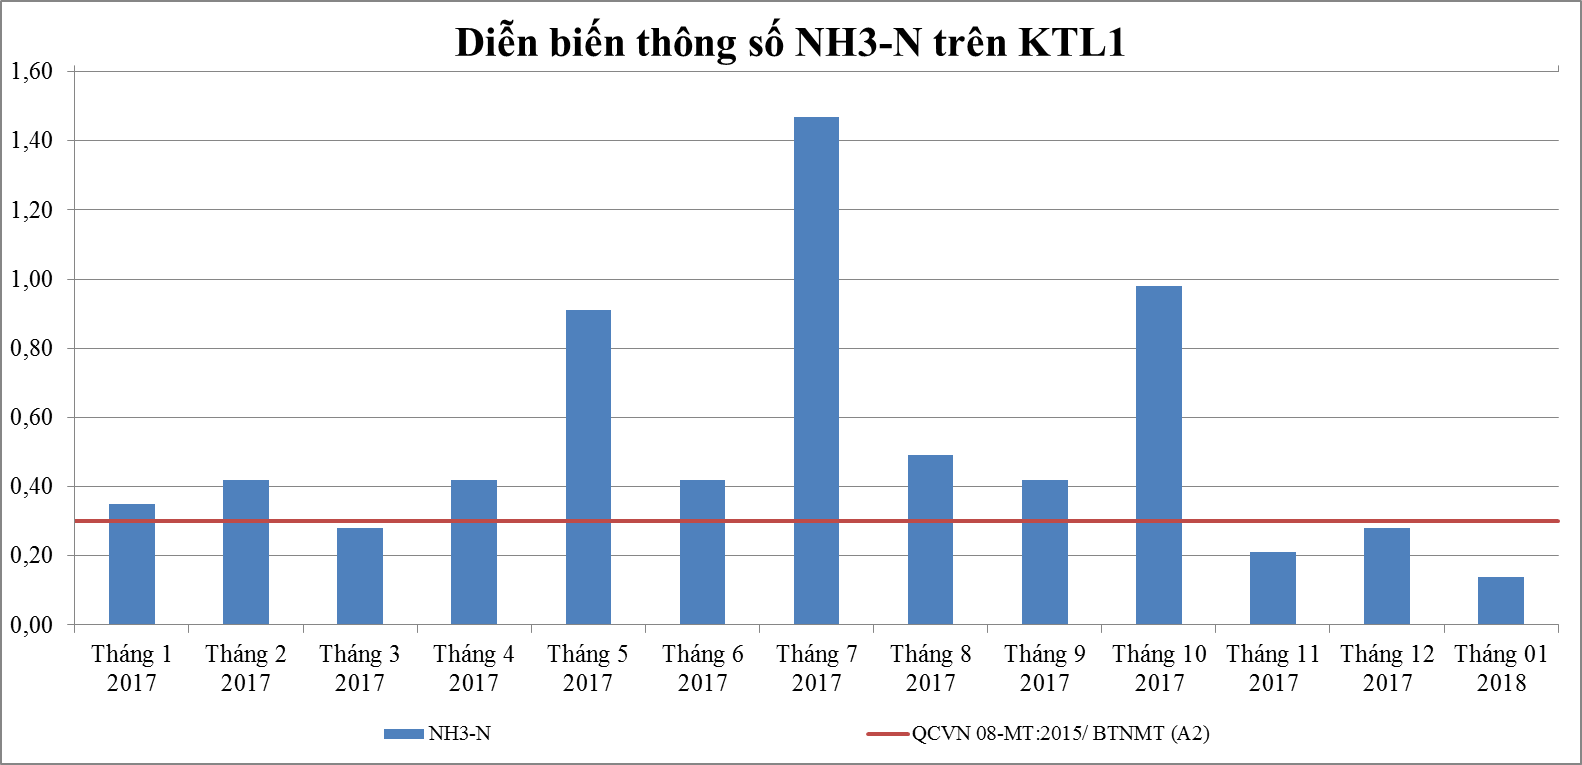 Diễn biến thông số NH3-N trên KTL1
1,60
1,40
1,20
1,00
0,80
0,60
0,40
0,20
0,00
Tháng 1 Tháng 2 Tháng 3 Tháng 4 Tháng 5 Tháng 6 Tháng 7 Tháng 8 Tháng 9 Tháng 10 Tháng 11 Tháng 12 Tháng 01
2017 2017 2017 2017 2017 2017 2017 2017 2017 2017 2017 2017 2018
NH3-N QCVN 08-MT:2015/ BTNMT (A2)